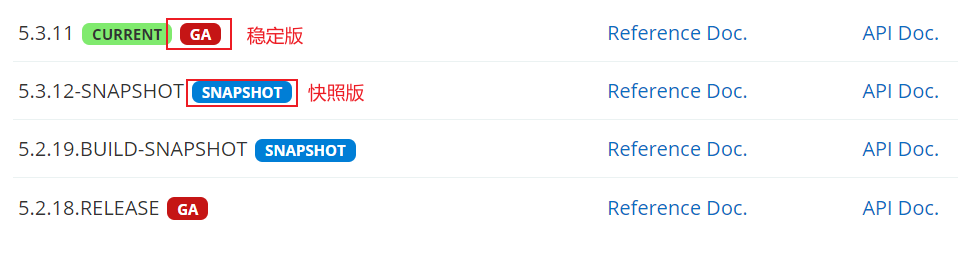 5.3.11 CURRENT GA 稳定版 Reference Doc. API Doc.
5.3.12-SNAPSHOT SNAPSHOT 快照版 Reference Doc. API Doc.
5.2.19.BUILD-SNAPSHOT SNAPSHOT Reference Doc. API Doc.
5.2.18.RELEASE GA Reference Doc. API Doc.